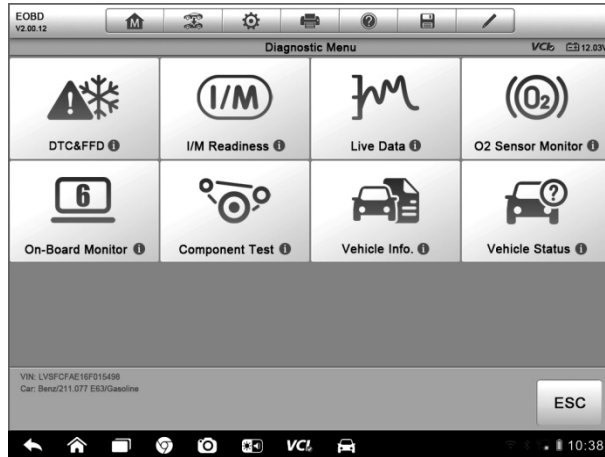 EOBD
V2.00.12
M
?
Diagnostic Menu
VCI
12.03V
I/M
O2
DTC&FFD i
I/M Readiness i
Live Data i
O2 Sensor Monitor i
6
?
On-Board Monitor i
Component Test i
Vehicle Info. i
Vehicle Status i
VIN: LVSFCFAE16F015498
Car: Benz/211.077 E63/Gasoline
ESC
VCI
10:38